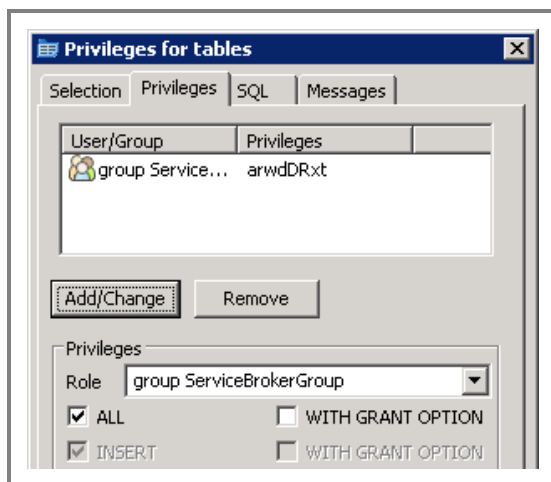 Privileges for tables
Selection Privileges SQL Messages
User/Group Privileges
group Service... arwdDRxt
Add/Change Remove
Privileges
Role group ServiceBrokerGroup
ALL WITH GRANT OPTION
INSERT WITH GRANT OPTION